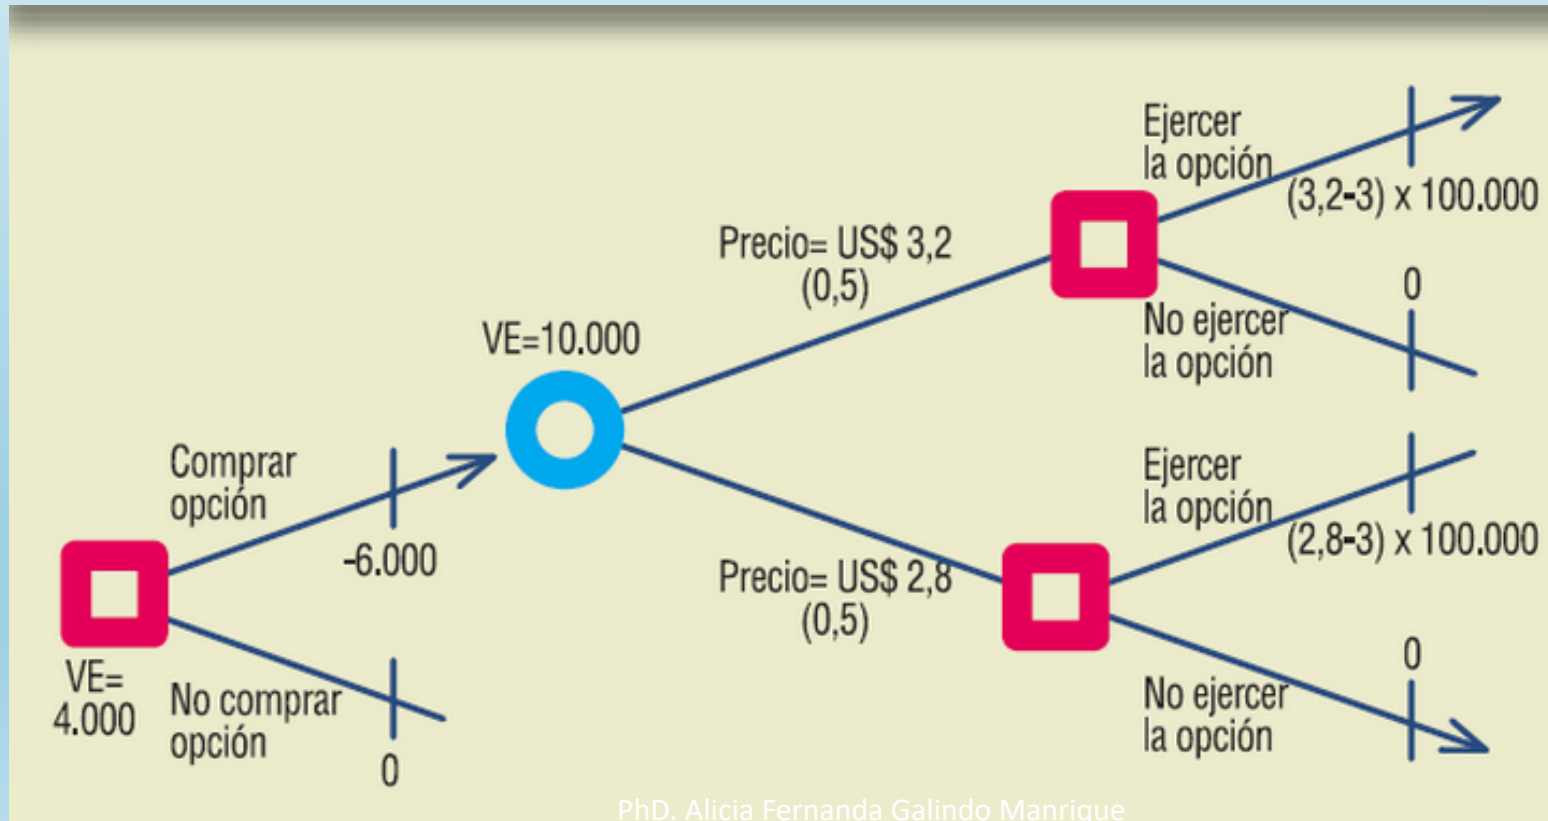 Ejercer
la opción
(3,2-3) x 100.000
Precio= US$ 3,2
(0,5)
0
No ejercer
la opción
VE=10.000
Comprar
opción
-6.000
Ejercer
la opción
(2,8-3) x 100.000
Precio= US$ 2,8
(0,5)
0
No ejercer
la opción
VE=
4.000
No comprar
opción
0
PhD. Alicia Fernanda Galindo Manrique